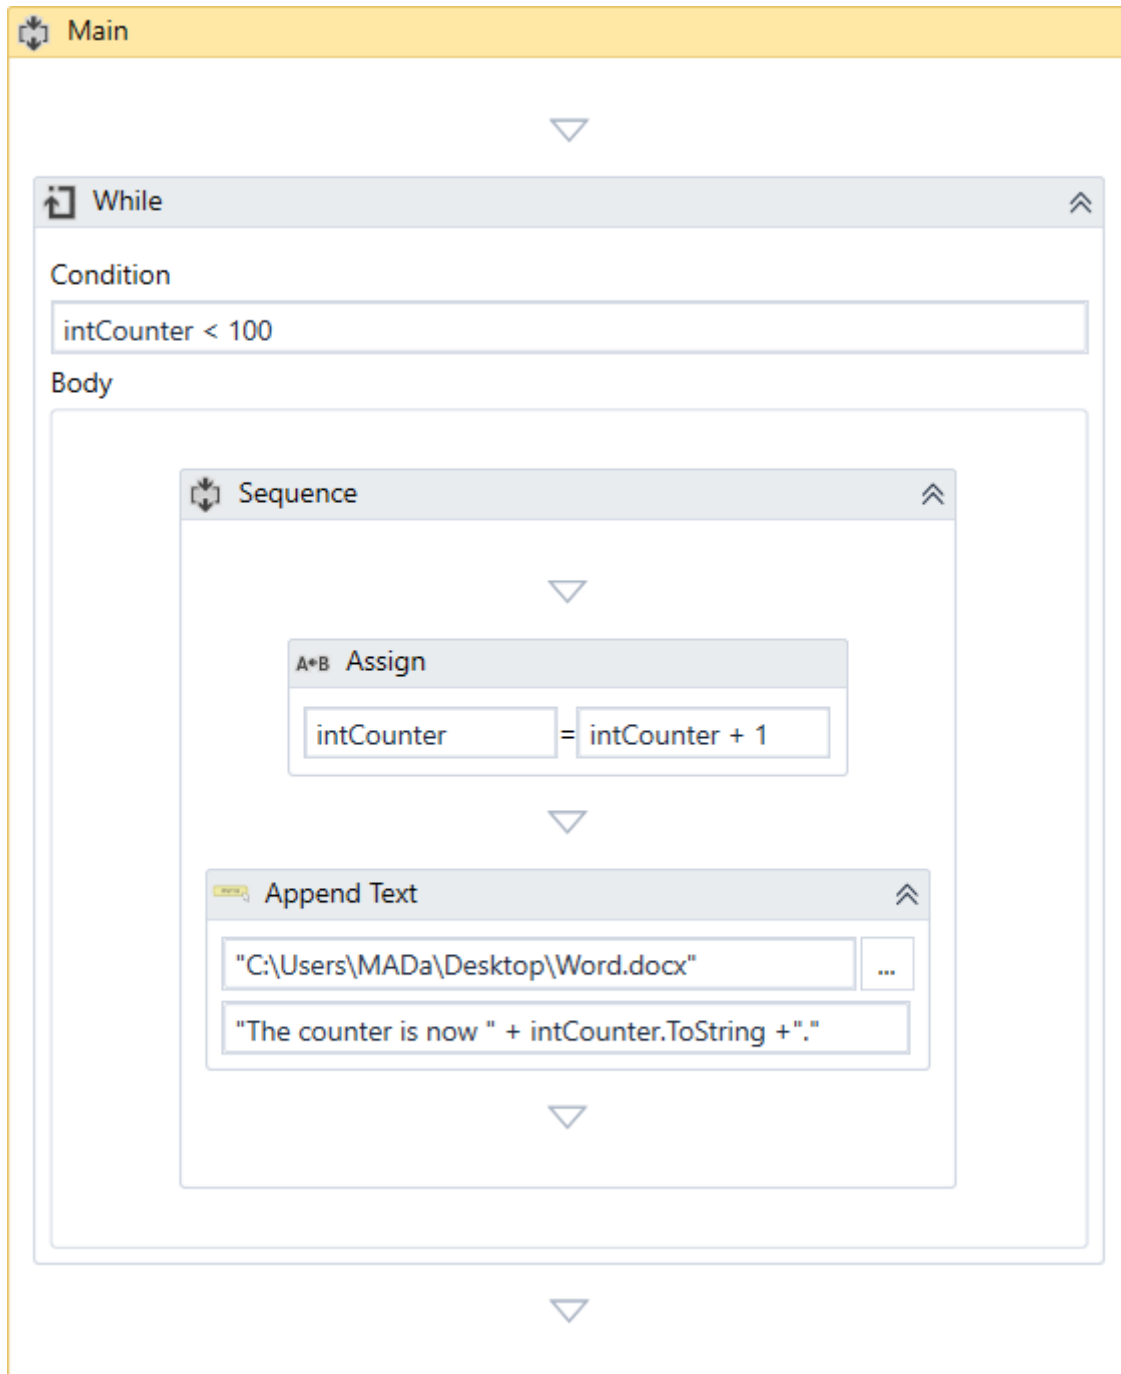 Main
While
Condition
intCounter < 100
Body
Sequence
A←B Assign
intCounter = intCounter + 1
Append Text
"C:\Users\MADa\Desktop\Word.docx" ...
"The counter is now " + intCounter.ToString +"."